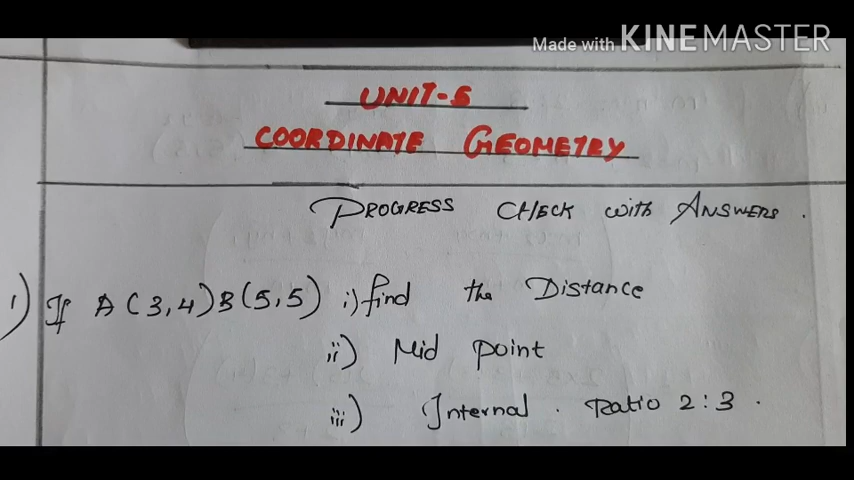 Made with KINEMASTER
UNIT-5
COORDINATE GEOMETRY
PROGRESS CHECK with ANSWERS.
1) If A(3,4) B(5,5) i) find the Distance
ii) Mid point
iii) Internal. Ratio 2:3.